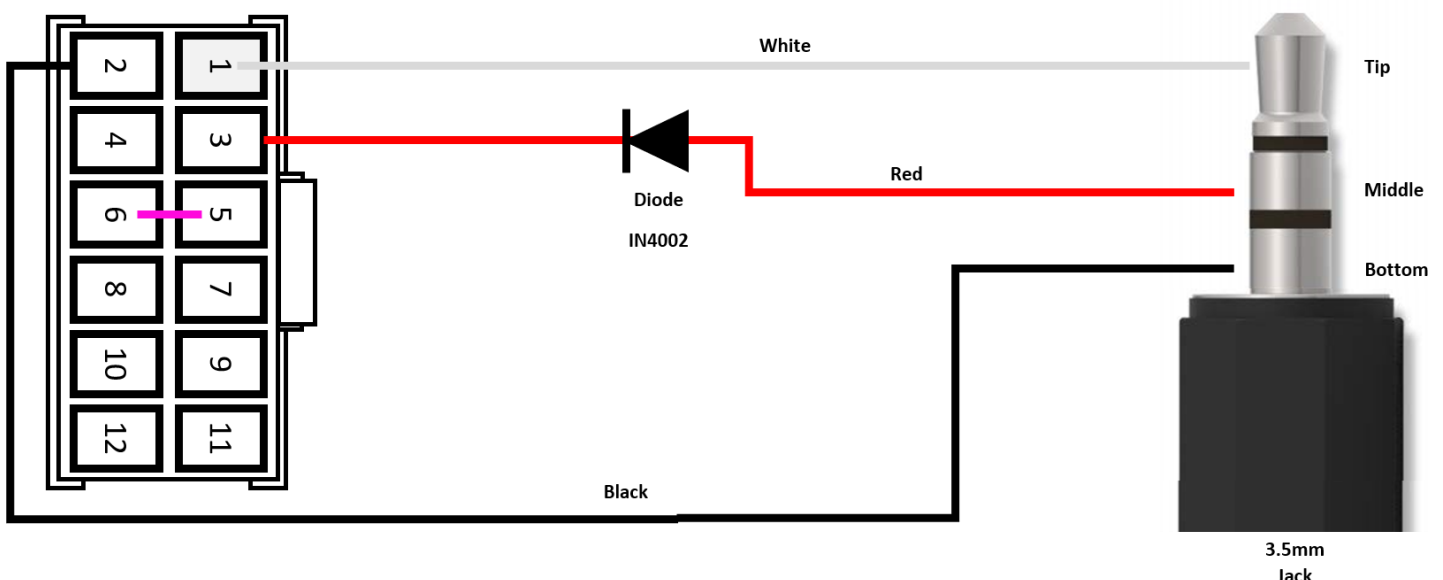 White
Tip
2
1
4
3
Red
Middle
Diode
IN4002
6
5
Bottom
8
7
10
9
12
11
Black
3.5mm
Jack